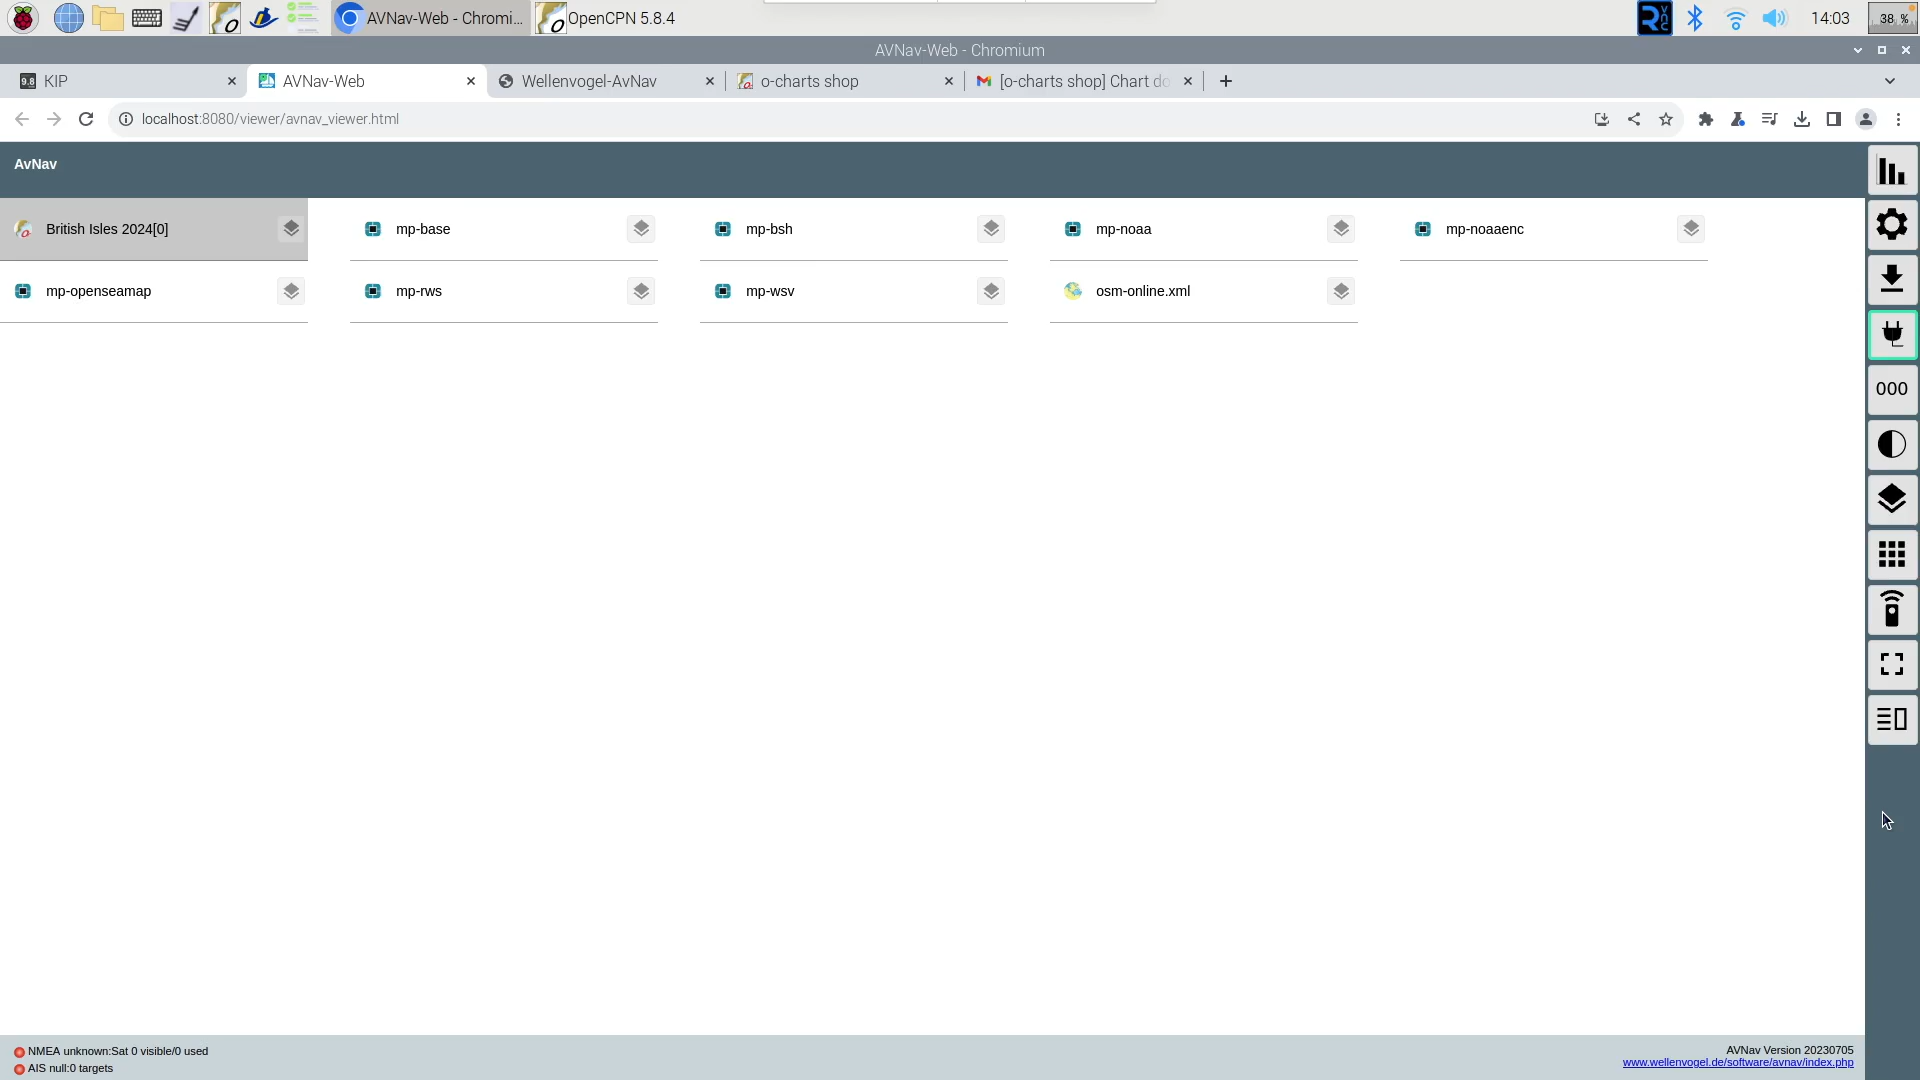 AVNav-Web - Chromi...
OpenCPN 5.8.4
14:03
38 %
AVNav-Web - Chromium
KIP
AVNav-Web
Wellenvogel-AvNav
o-charts shop
[o-charts shop] Chart do
localhost:8080/viewer/avnav_viewer.html
AvNav
British Isles 2024[0]
mp-base
mp-bsh
mp-noaa
mp-noaaenc
mp-openseamap
mp-rws
mp-wsv
osm-online.xml
000
NMEA unknown:Sat 0 visible/0 used
AIS null:0 targets
AVNav Version 20230705
www.wellenvogel.de/software/avnav/index.php